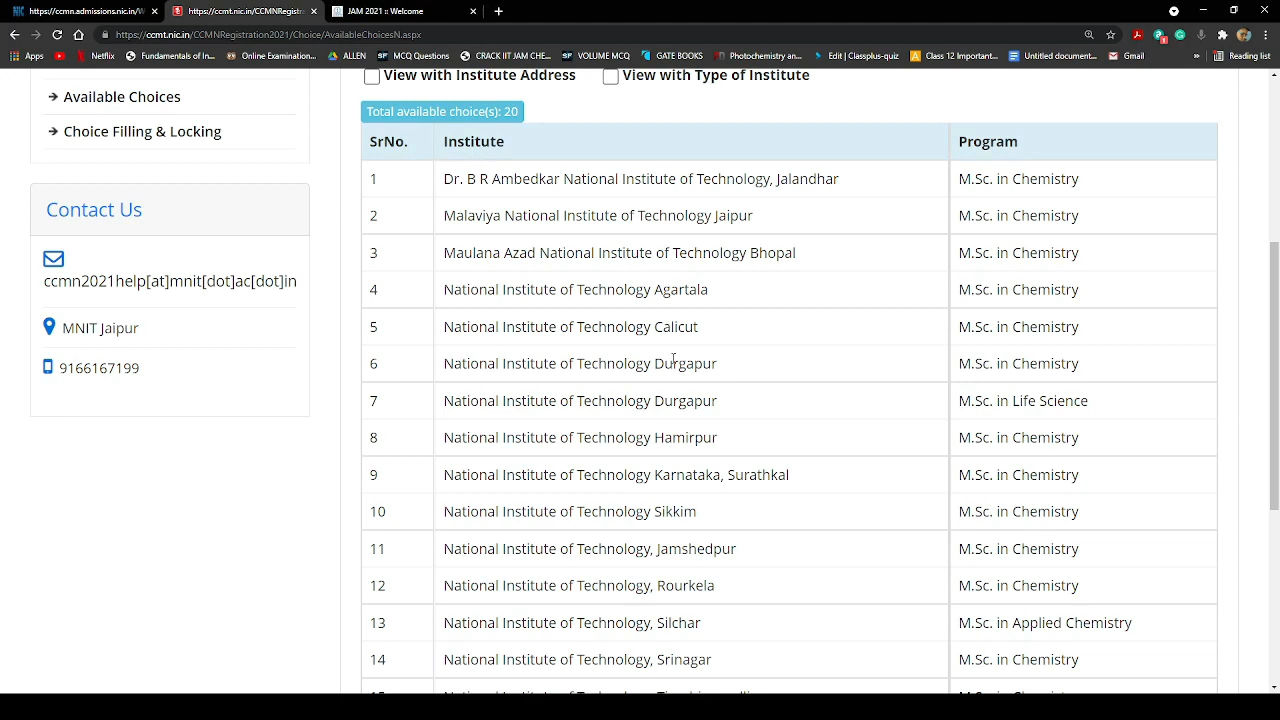 https://ccmn.admissions.nic.in/W
https://ccmt.nic.in/CCMNRegistra
JAM 2021 :: Welcome
https://ccmt.nic.in/CCMNRegistration2021/Choice/AvailableChoicesN.aspx
Apps
Netflix
Fundamentals of In...
Online Examination...
ALLEN
MCQ Questions
CRACK IIT JAM CHE...
VOLUME MCQ
GATE BOOKS
Photochemistry an...
Edit | Classplus-quiz
Class 12 Important...
Untitled document...
Gmail
»
Reading list
View with Institute Address
View with Type of Institute
Available Choices
Choice Filling & Locking
Contact Us
ccmn2021help[at]mnit[dot]ac[dot]in
MNIT Jaipur
9166167199
Total available choice(s): 20
SrNo. Institute Program
1 Dr. B R Ambedkar National Institute of Technology, Jalandhar M.Sc. in Chemistry
2 Malaviya National Institute of Technology Jaipur M.Sc. in Chemistry
3 Maulana Azad National Institute of Technology Bhopal M.Sc. in Chemistry
4 National Institute of Technology Agartala M.Sc. in Chemistry
5 National Institute of Technology Calicut M.Sc. in Chemistry
6 National Institute of Technology Durgapur M.Sc. in Chemistry
7 National Institute of Technology Durgapur M.Sc. in Life Science
8 National Institute of Technology Hamirpur M.Sc. in Chemistry
9 National Institute of Technology Karnataka, Surathkal M.Sc. in Chemistry
10 National Institute of Technology Sikkim M.Sc. in Chemistry
11 National Institute of Technology, Jamshedpur M.Sc. in Chemistry
12 National Institute of Technology, Rourkela M.Sc. in Chemistry
13 National Institute of Technology, Silchar M.Sc. in Applied Chemistry
14 National Institute of Technology, Srinagar M.Sc. in Chemistry